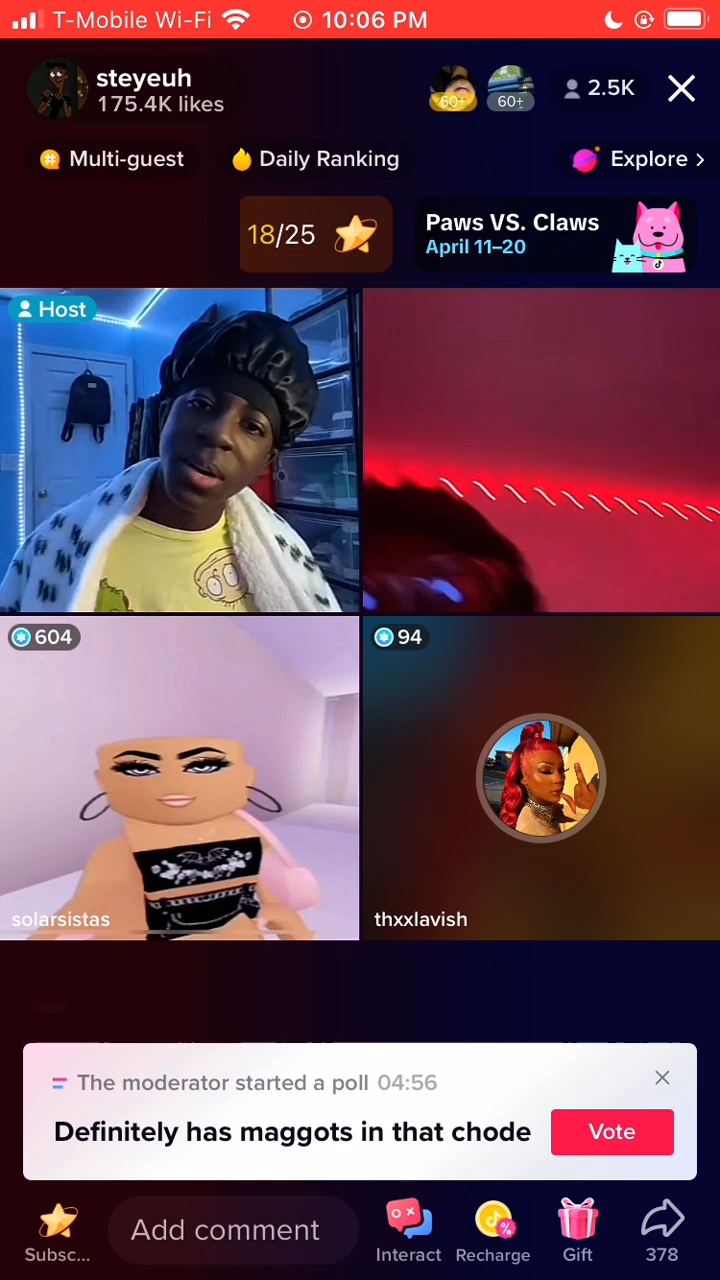 T-Mobile Wi-Fi 10:06 PM
steyeuh
175.4K likes
60+ 60+ 2.5K
Multi-guest Daily Ranking Explore
18/25
Paws VS. Claws
April 11–20
Host
604
94
solarsistas
thxxlavish
The moderator started a poll 04:56
Definitely has maggots in that chode
Vote
Add comment
Subsc... Interact Recharge Gift 378